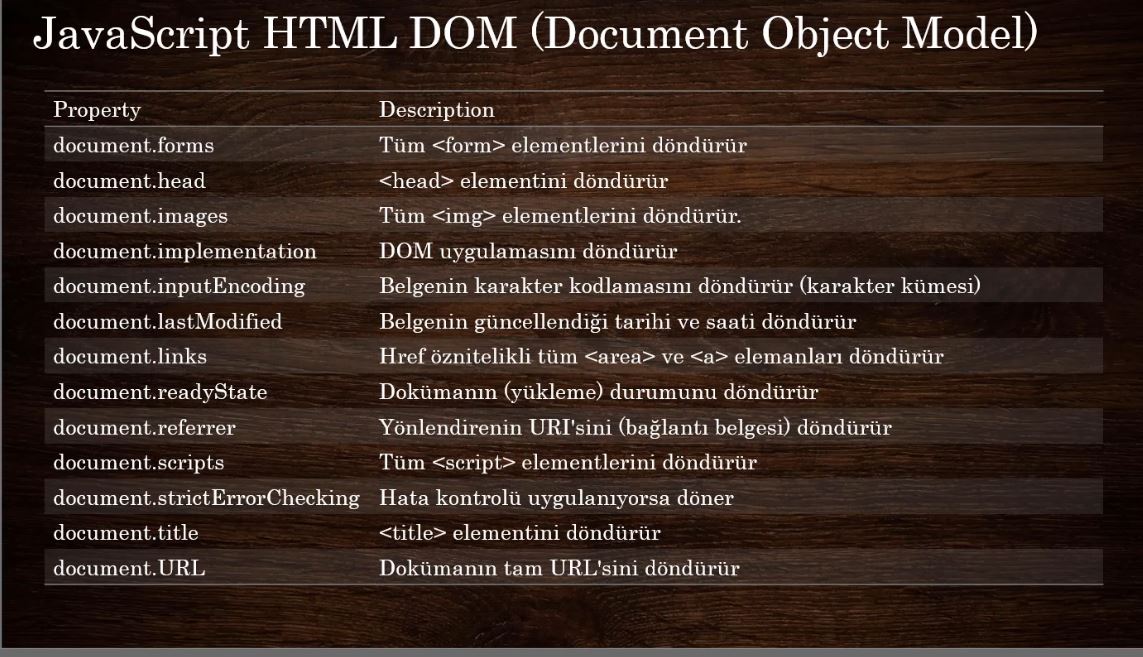 JavaScript HTML DOM (Document Object Model)
Property Description
document.forms Tüm <form> elementlerini döndürür
document.head <head> elementini döndürür
document.images Tüm <img> elementlerini döndürür.
document.implementation DOM uygulamasını döndürür
document.inputEncoding Belgenin karakter kodlamasını döndürür (karakter kümesi)
document.lastModified Belgenin güncellendiği tarihi ve saati döndürür
document.links Href öznitelikli tüm <area> ve <a> elemanları döndürür
document.readyState Dokümanın (yükleme) durumunu döndürür
document.referrer Yönlendirenin URI'sini (bağlantı belgesi) döndürür
document.scripts Tüm <script> elementlerini döndürür
document.strictErrorChecking Hata kontrolü uygulanıyorsa döner
document.title <title> elementini döndürür
document.URL Dokümanın tam URL'sini döndürür